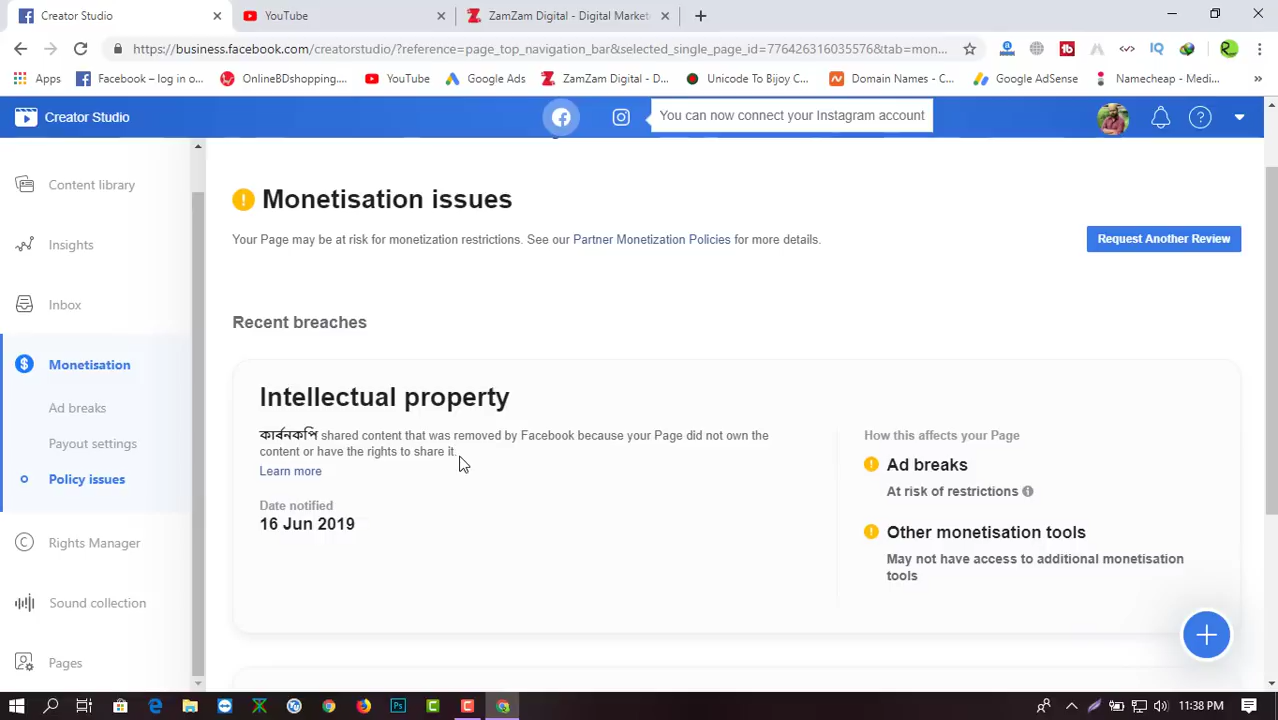 Creator Studio
YouTube
ZamZam Digital - Digital Market
https://business.facebook.com/creatorstudio/?reference=page_top_navigation_bar&selected_single_page_id=776426316035576&tab=mon...
Apps
Facebook – log in o...
OnlineBDshopping....
YouTube
Google Ads
ZamZam Digital - D...
Unicode To Bijoy C...
Domain Names - C...
Google AdSense
Namecheap - Medi...
Creator Studio
You can now connect your Instagram account
Content library
Insights
Inbox
Monetisation
Ad breaks
Payout settings
Policy issues
Rights Manager
Sound collection
Pages
Monetisation issues
Your Page may be at risk for monetization restrictions. See our Partner Monetization Policies for more details.
Request Another Review
Recent breaches
Intellectual property
কার্বনকপি shared content that was removed by Facebook because your Page did not own the
content or have the rights to share it.
Learn more
Date notified
16 Jun 2019
How this affects your Page
Ad breaks
At risk of restrictions
Other monetisation tools
May not have access to additional monetisation
tools
11:38 PM